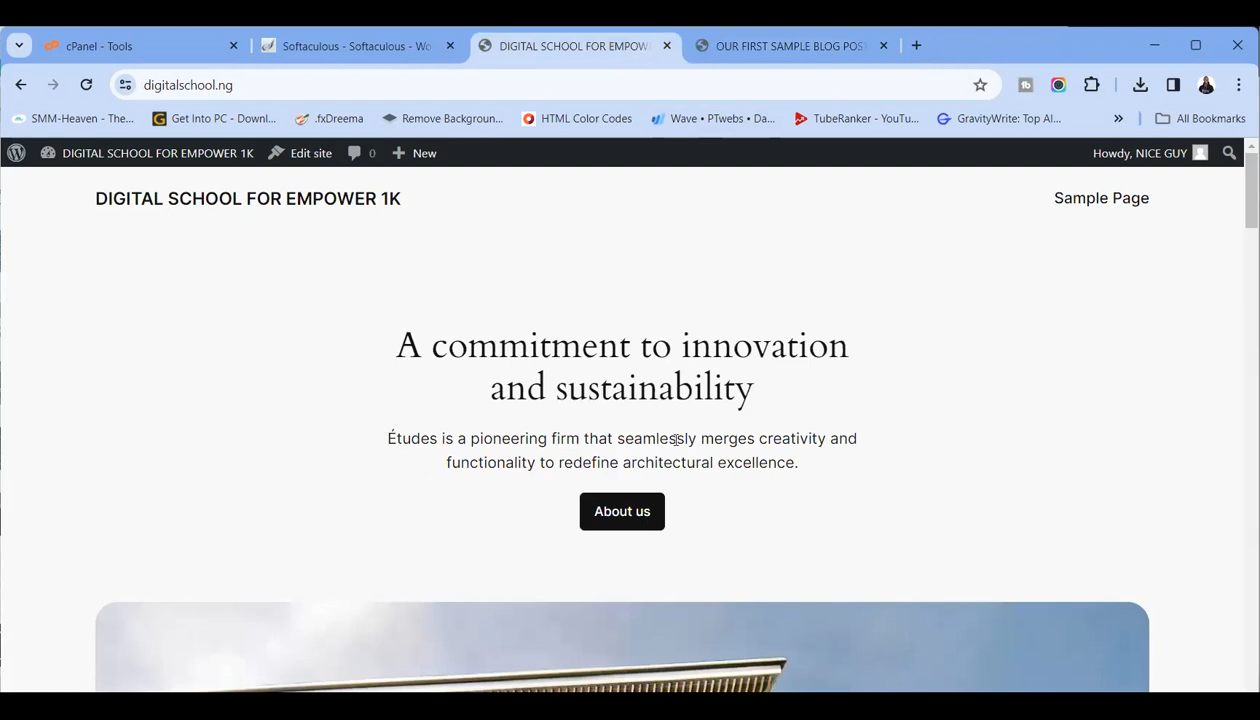 cPanel - Tools
Softaculous - Softaculous - Wo
DIGITAL SCHOOL FOR EMPOW
OUR FIRST SAMPLE BLOG POS
digitalschool.ng
SMM-Heaven - The...
Get Into PC - Downl...
.fxDreema
Remove Backgroun...
HTML Color Codes
Wave • PTwebs • Da...
TubeRanker - YouTu...
GravityWrite: Top Al...
All Bookmarks
DIGITAL SCHOOL FOR EMPOWER 1K
Edit site
0
New
Howdy, NICE GUY
DIGITAL SCHOOL FOR EMPOWER 1K
Sample Page
A commitment to innovation
and sustainability
Études is a pioneering firm that seamlessly merges creativity and
functionality to redefine architectural excellence.
About us